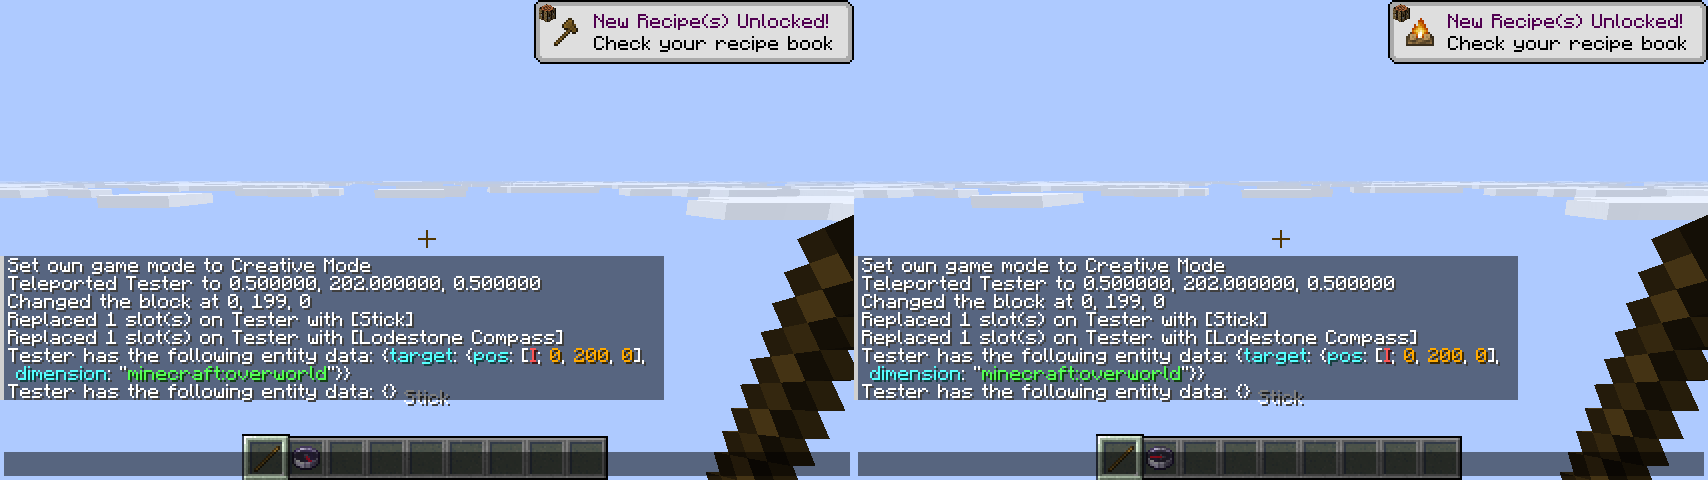 New Recipe(s) Unlocked!
Check your recipe book
Set own game mode to Creative Mode
Teleported Tester to 0.500000, 202.000000, 0.500000
Changed the block at 0, 199, 0
Replaced 1 slot(s) on Tester with [Stick]
Replaced 1 slot(s) on Tester with [Lodestone Compass]
Tester has the following entity data: {target: {pos: [I; 0, 200, 0],
dimension: "minecraft:overworld"}}
Tester has the following entity data: {}
Stick
New Recipe(s) Unlocked!
Check your recipe book
Set own game mode to Creative Mode
Teleported Tester to 0.500000, 202.000000, 0.500000
Changed the block at 0, 199, 0
Replaced 1 slot(s) on Tester with [Stick]
Replaced 1 slot(s) on Tester with [Lodestone Compass]
Tester has the following entity data: {target: {pos: [I; 0, 200, 0],
dimension: "minecraft:overworld"}}
Tester has the following entity data: {}
Stick